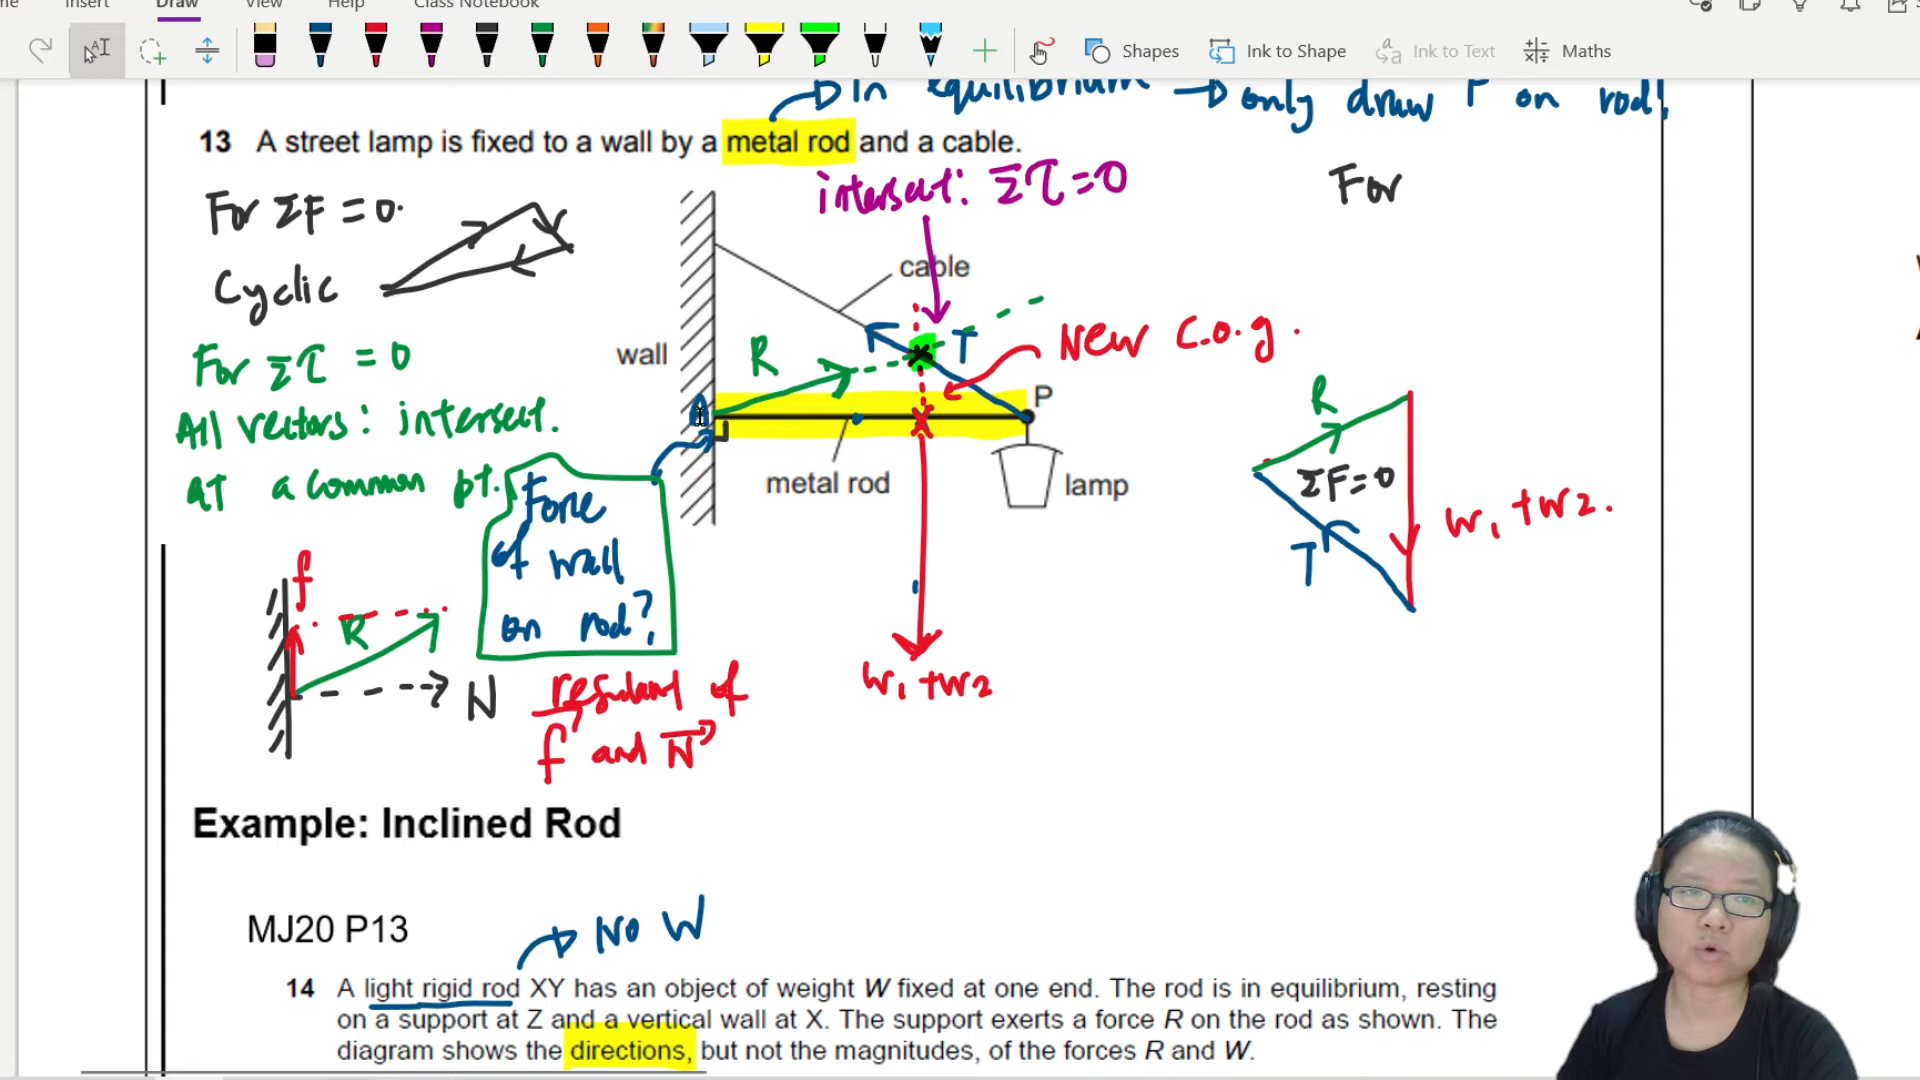 Insert Draw View Help Class Notebook
Shapes Ink to Shape Ink to Text Maths
In equilibrium → only draw F on rod!
13 A street lamp is fixed to a wall by a metal rod and a cable.
For ΣF = 0.
Cyclic
For Στ = 0
All vectors: intersect.
at a common pt.
intersect: Στ = 0
For
cable
wall
R
T
New c.o.g.
A
P
metal rod
lamp
Force
of wall
on rod?
w1 + w2
R
ΣF = 0
T
w1 + w2.
f
R
N
resultant of
f and N
Example: Inclined Rod
MJ20 P13
No W
14 A light rigid rod XY has an object of weight W fixed at one end. The rod is in equilibrium, resting
on a support at Z and a vertical wall at X. The support exerts a force R on the rod as shown. The
diagram shows the directions, but not the magnitudes, of the forces R and W.